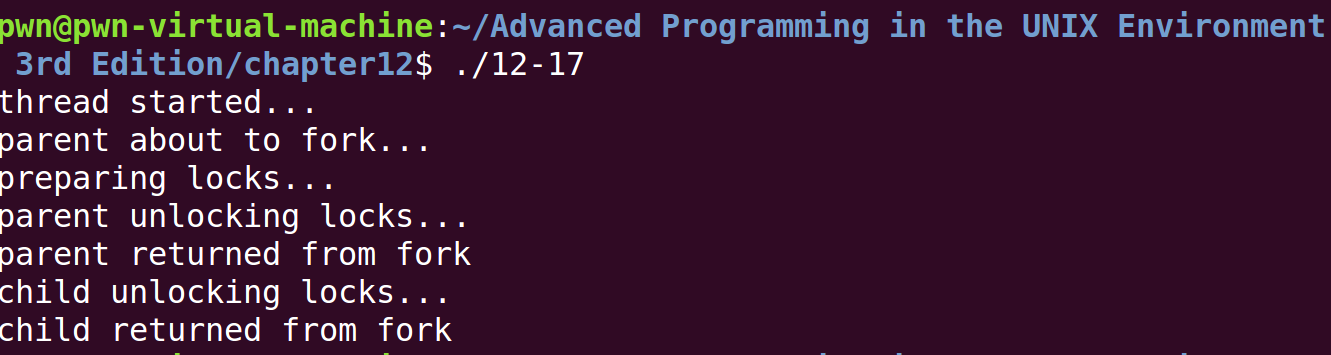 pwn@pwn-virtual-machine:~/Advanced Programming in the UNIX Environment
3rd Edition/chapter12$ ./12-17
thread started...
parent about to fork...
preparing locks...
parent unlocking locks...
parent returned from fork
child unlocking locks...
child returned from fork